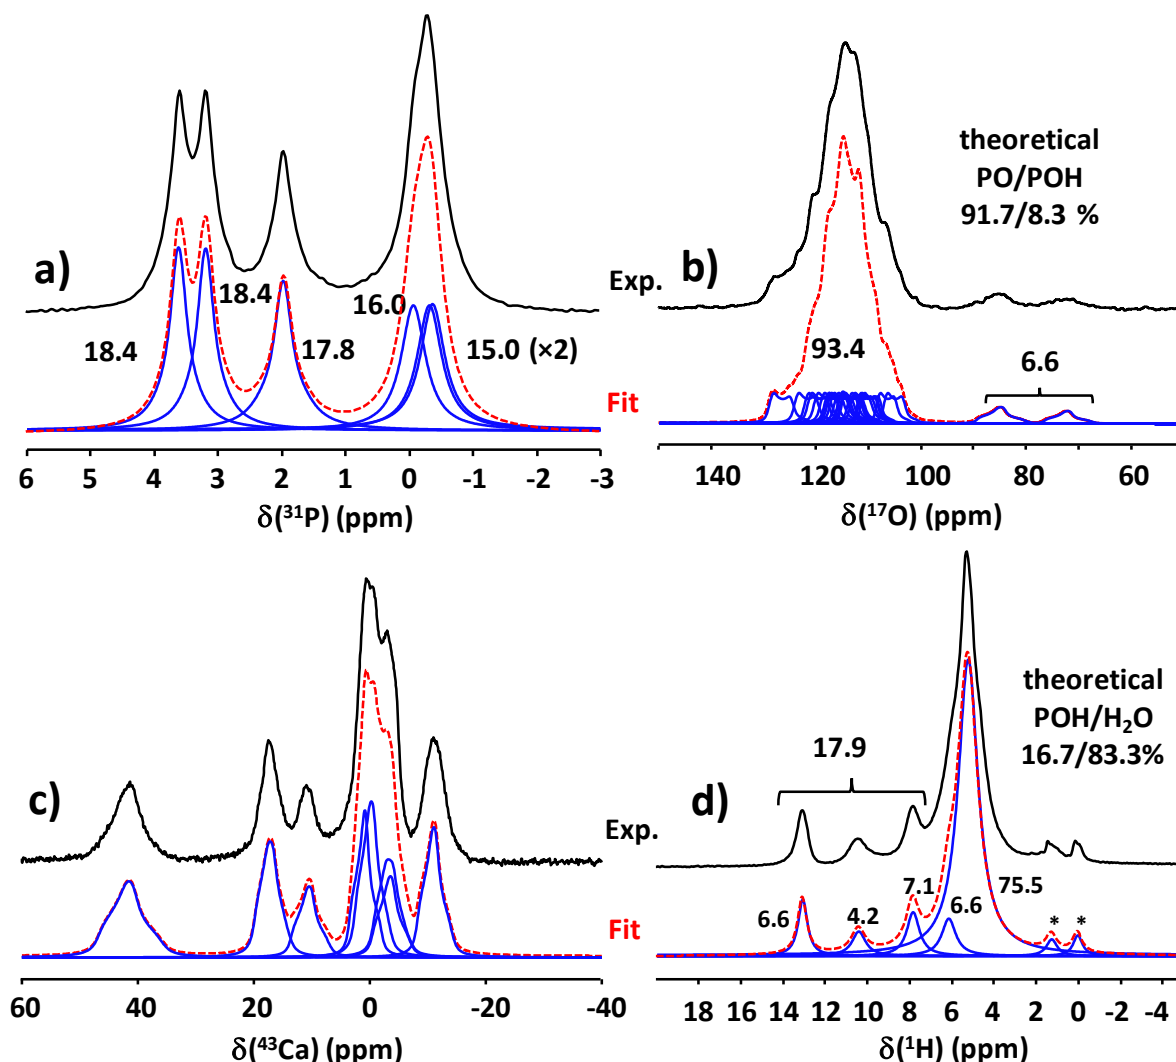 a)
18.4
18.4
17.8
16.0
15.0 (×2)
6 5 4 3 2 1 0 -1 -2 -3
δ(³¹P) (ppm)
Exp.
Fit
b)
theoretical
PO/POH
91.7/8.3 %
93.4
6.6
140 120 100 80 60
δ(¹⁷O) (ppm)
c)
60 40 20 0 -20 -40
δ(⁴³Ca) (ppm)
Exp.
Fit
d)
theoretical
POH/H₂O
16.7/83.3%
17.9
6.6
4.2
7.1
6.6
75.5
* *
18 16 14 12 10 8 6 4 2 0 -2 -4
δ(¹H) (ppm)